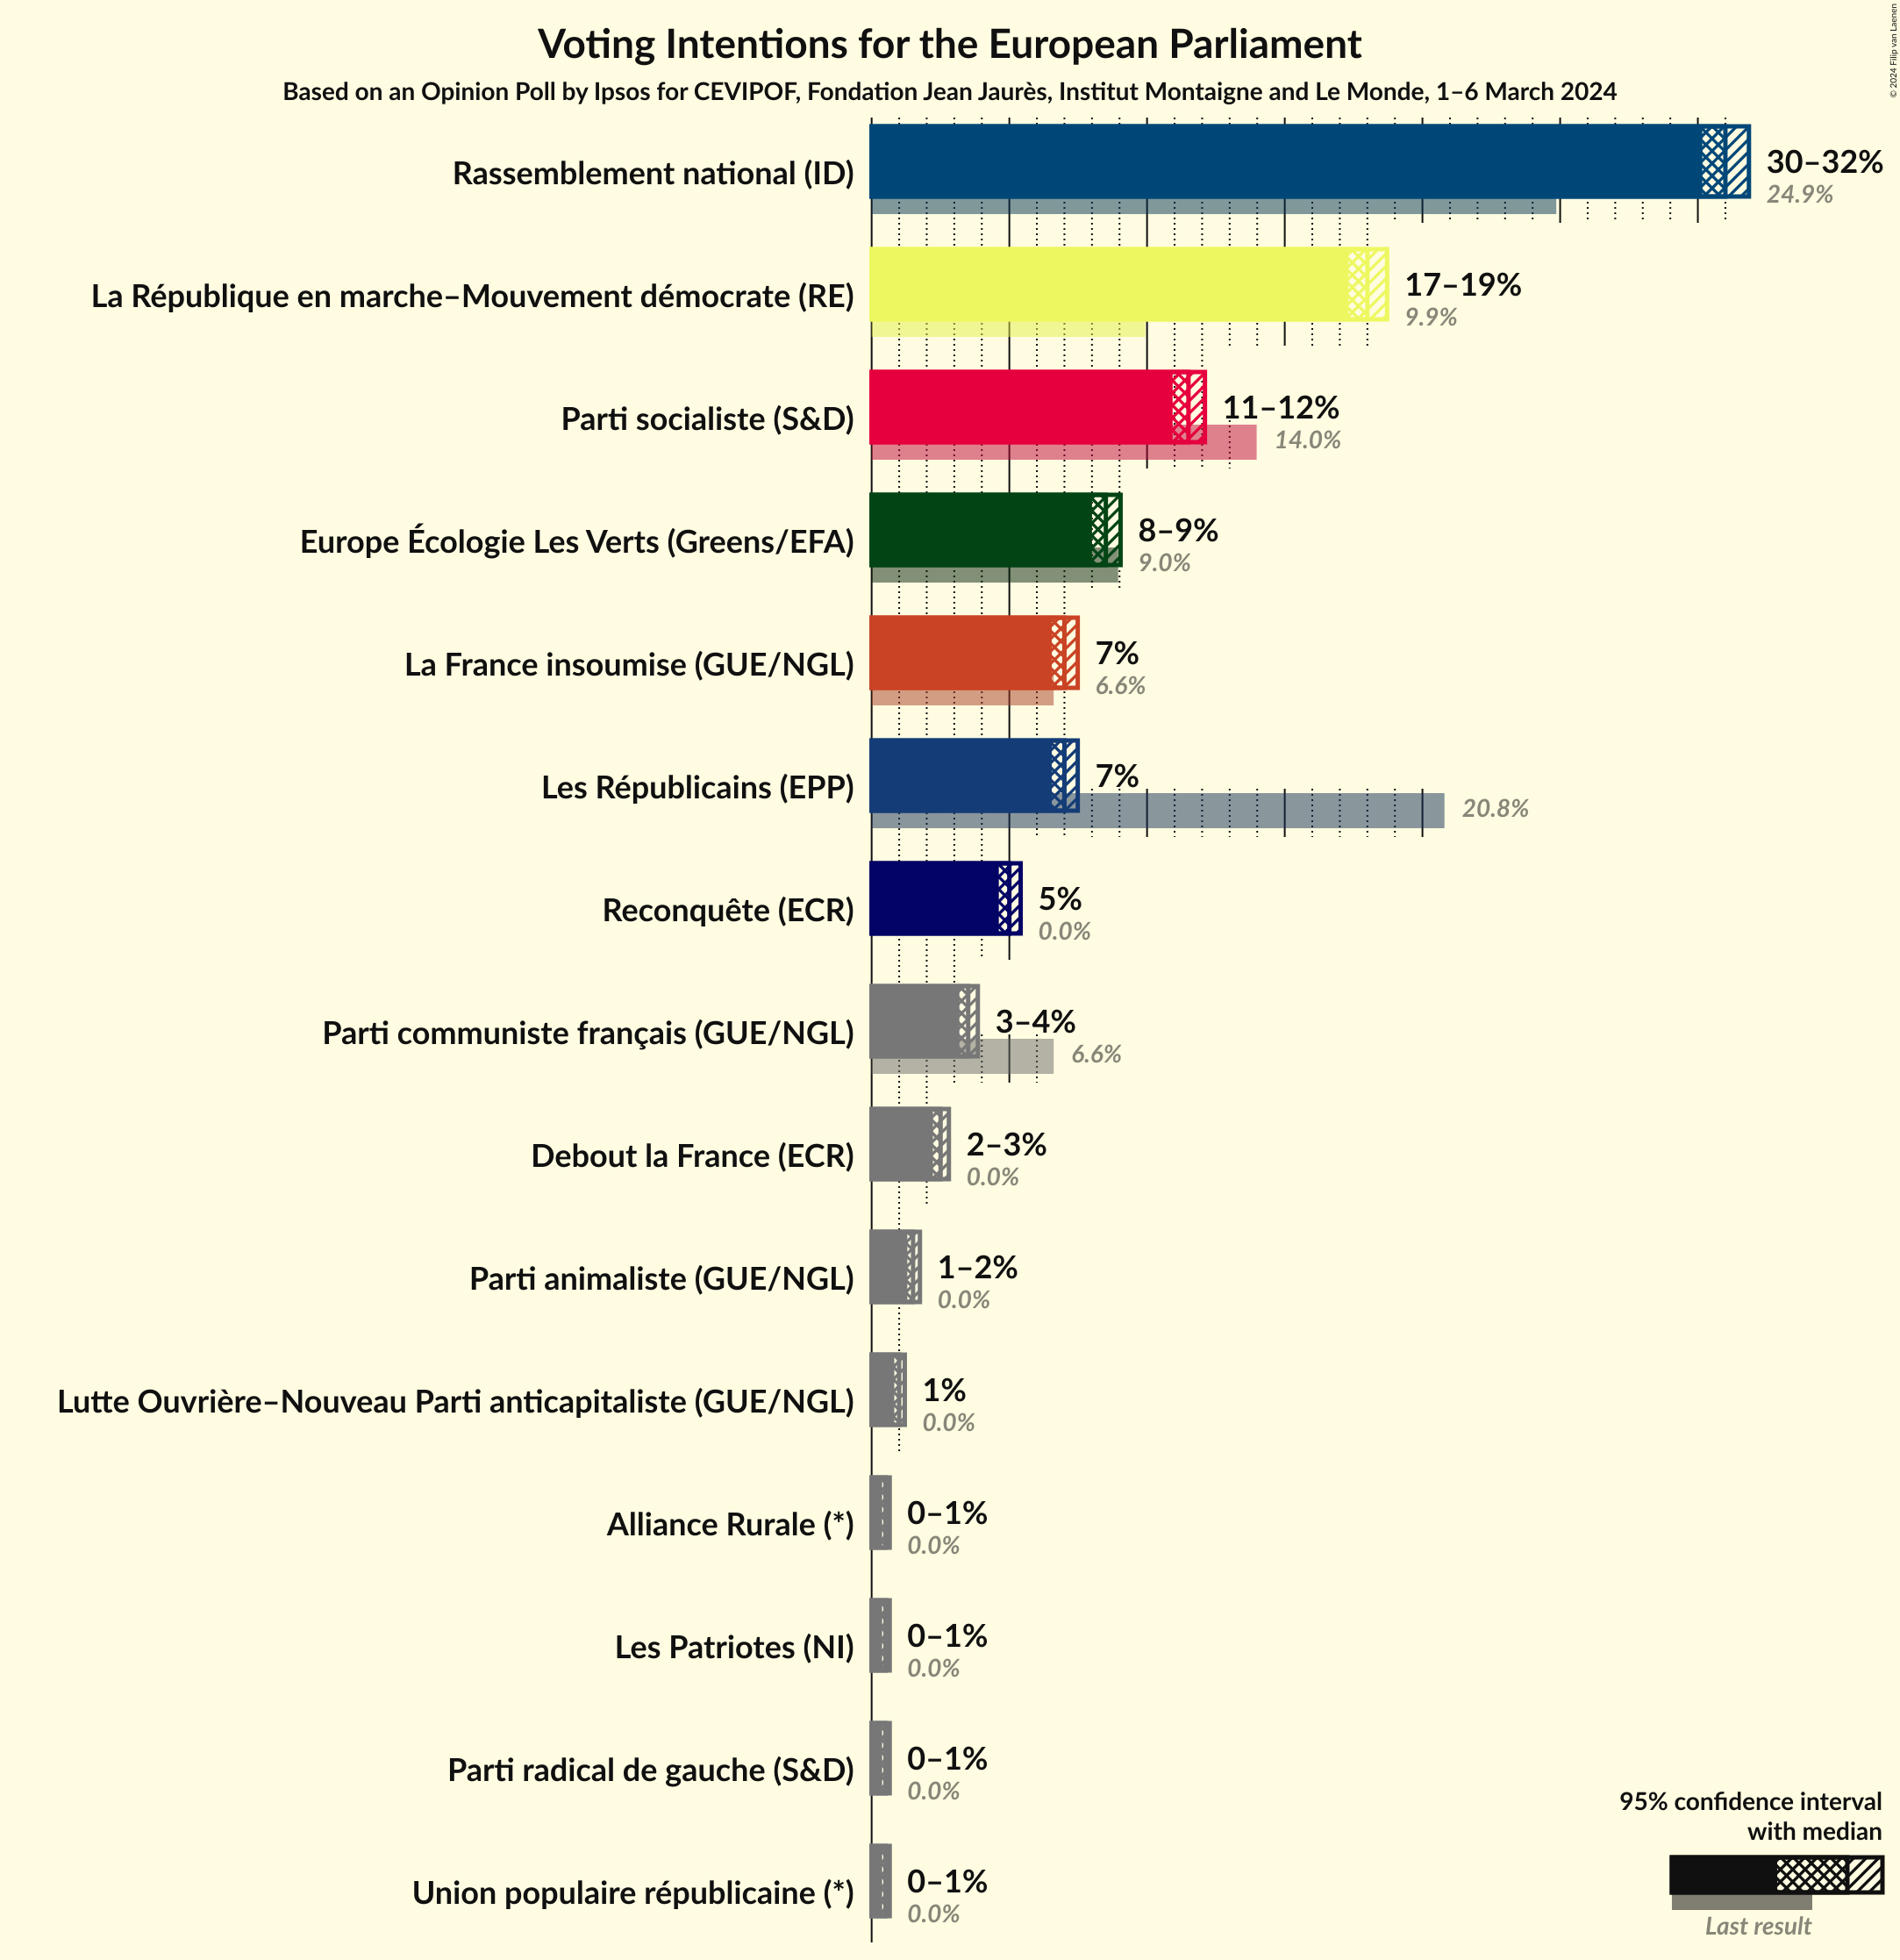 © 2024 Filip van Laenen
Voting Intentions for the European Parliament
Based on an Opinion Poll by Ipsos for CEVIPOF, Fondation Jean Jaurès, Institut Montaigne and Le Monde, 1–6 March 2024
Rassemblement national (ID)
30–32%
24.9%
La République en marche–Mouvement démocrate (RE)
17–19%
9.9%
Parti socialiste (S&D)
11–12%
14.0%
Europe Écologie Les Verts (Greens/EFA)
8–9%
9.0%
La France insoumise (GUE/NGL)
7%
6.6%
Les Républicains (EPP)
7%
20.8%
Reconquête (ECR)
5%
0.0%
Parti communiste français (GUE/NGL)
3–4%
6.6%
Debout la France (ECR)
2–3%
0.0%
Parti animaliste (GUE/NGL)
1–2%
0.0%
Lutte Ouvrière–Nouveau Parti anticapitaliste (GUE/NGL)
1%
0.0%
Alliance Rurale (*)
0–1%
0.0%
Les Patriotes (NI)
0–1%
0.0%
Parti radical de gauche (S&D)
0–1%
0.0%
Union populaire républicaine (*)
0–1%
0.0%
95% confidence interval
with median
Last result